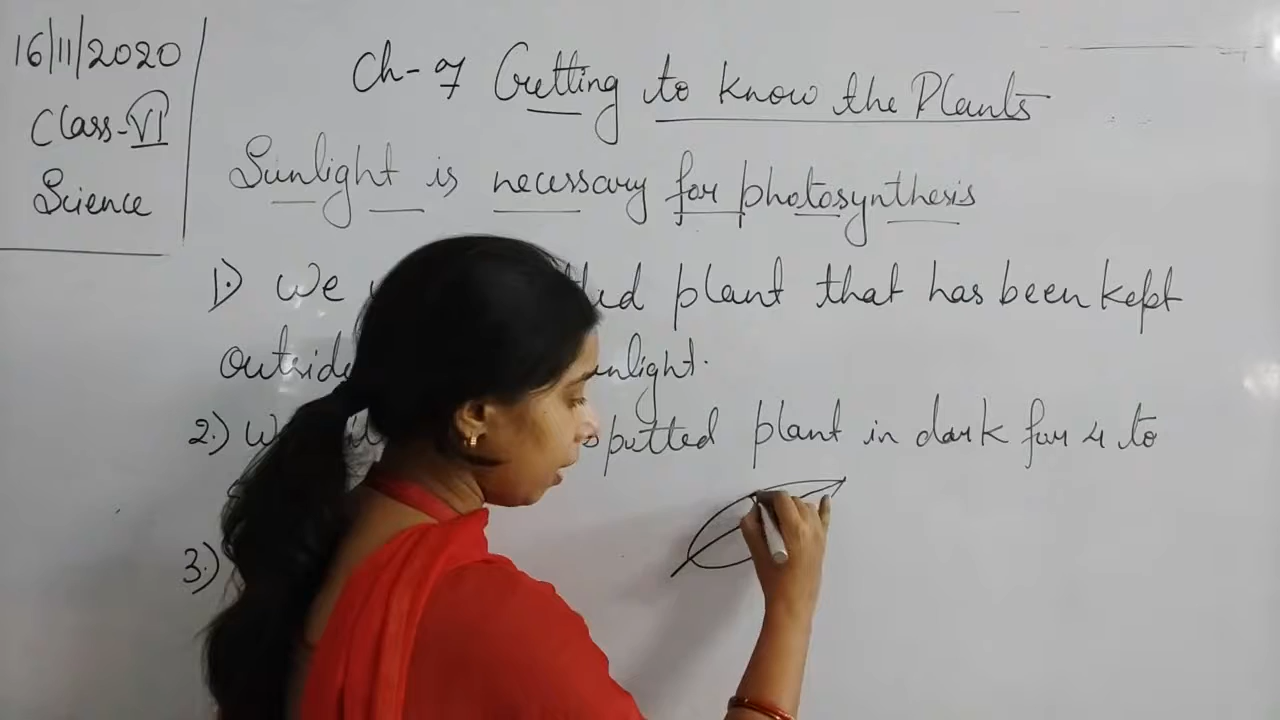 16/11/2020
Class-VI
Science
Ch-7 Getting to know the Plants
Sunlight is necessary for photosynthesis
1) We plant that has been kept
outside
2.) potted plant in dark for 4 to
3.)